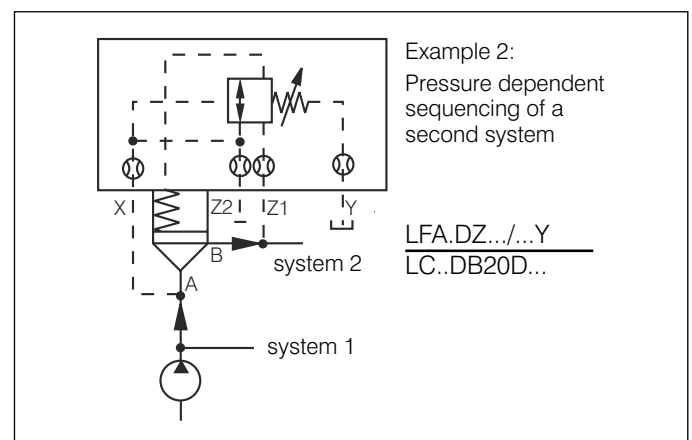 Example 2:
Pressure dependent
sequencing of a
second system
X
Z2
Z1
Y
B
system 2
LFA.DZ.../...Y
LC..DB20D...
A
system 1